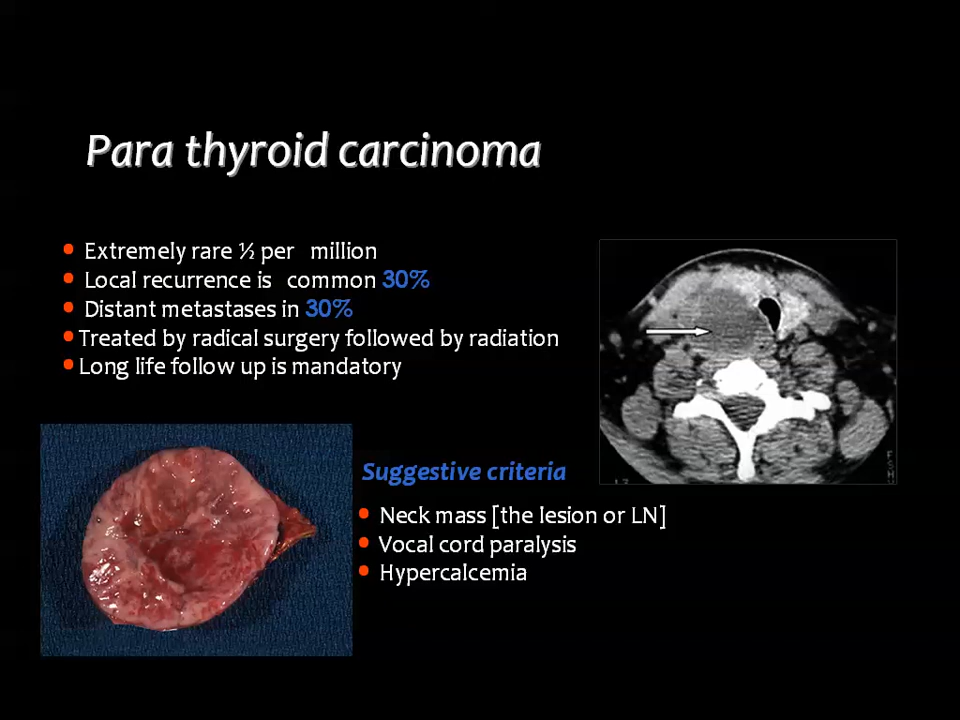 Para thyroid carcinoma
Extremely rare ½ per million
Local recurrence is common 30%
Distant metastases in 30%
Treated by radical surgery followed by radiation
Long life follow up is mandatory
Suggestive criteria
Neck mass [the lesion or LN]
Vocal cord paralysis
Hypercalcemia